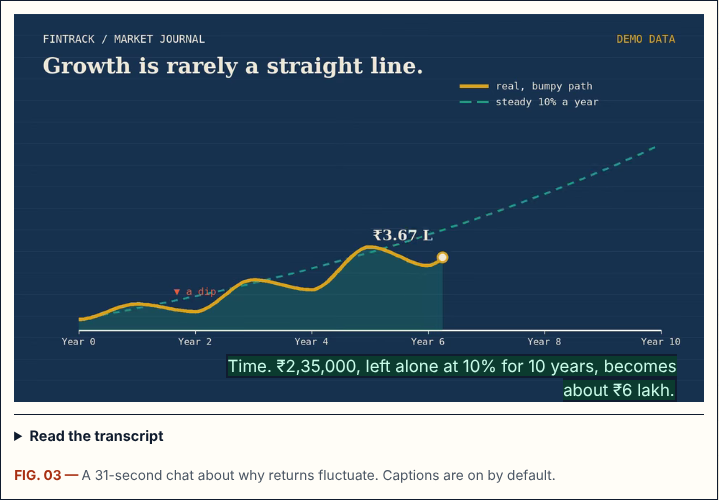 FINTRACK / MARKET JOURNAL
DEMO DATA
Growth is rarely a straight line.
real, bumpy path
steady 10% a year
₹3.67 L
▼ a dip
Year 0 Year 2 Year 4 Year 6 Year 8 Year 10
Time. ₹2,35,000, left alone at 10% for 10 years, becomes
about ₹6 lakh.
▶ Read the transcript
FIG. 03 — A 31-second chat about why returns fluctuate. Captions are on by default.